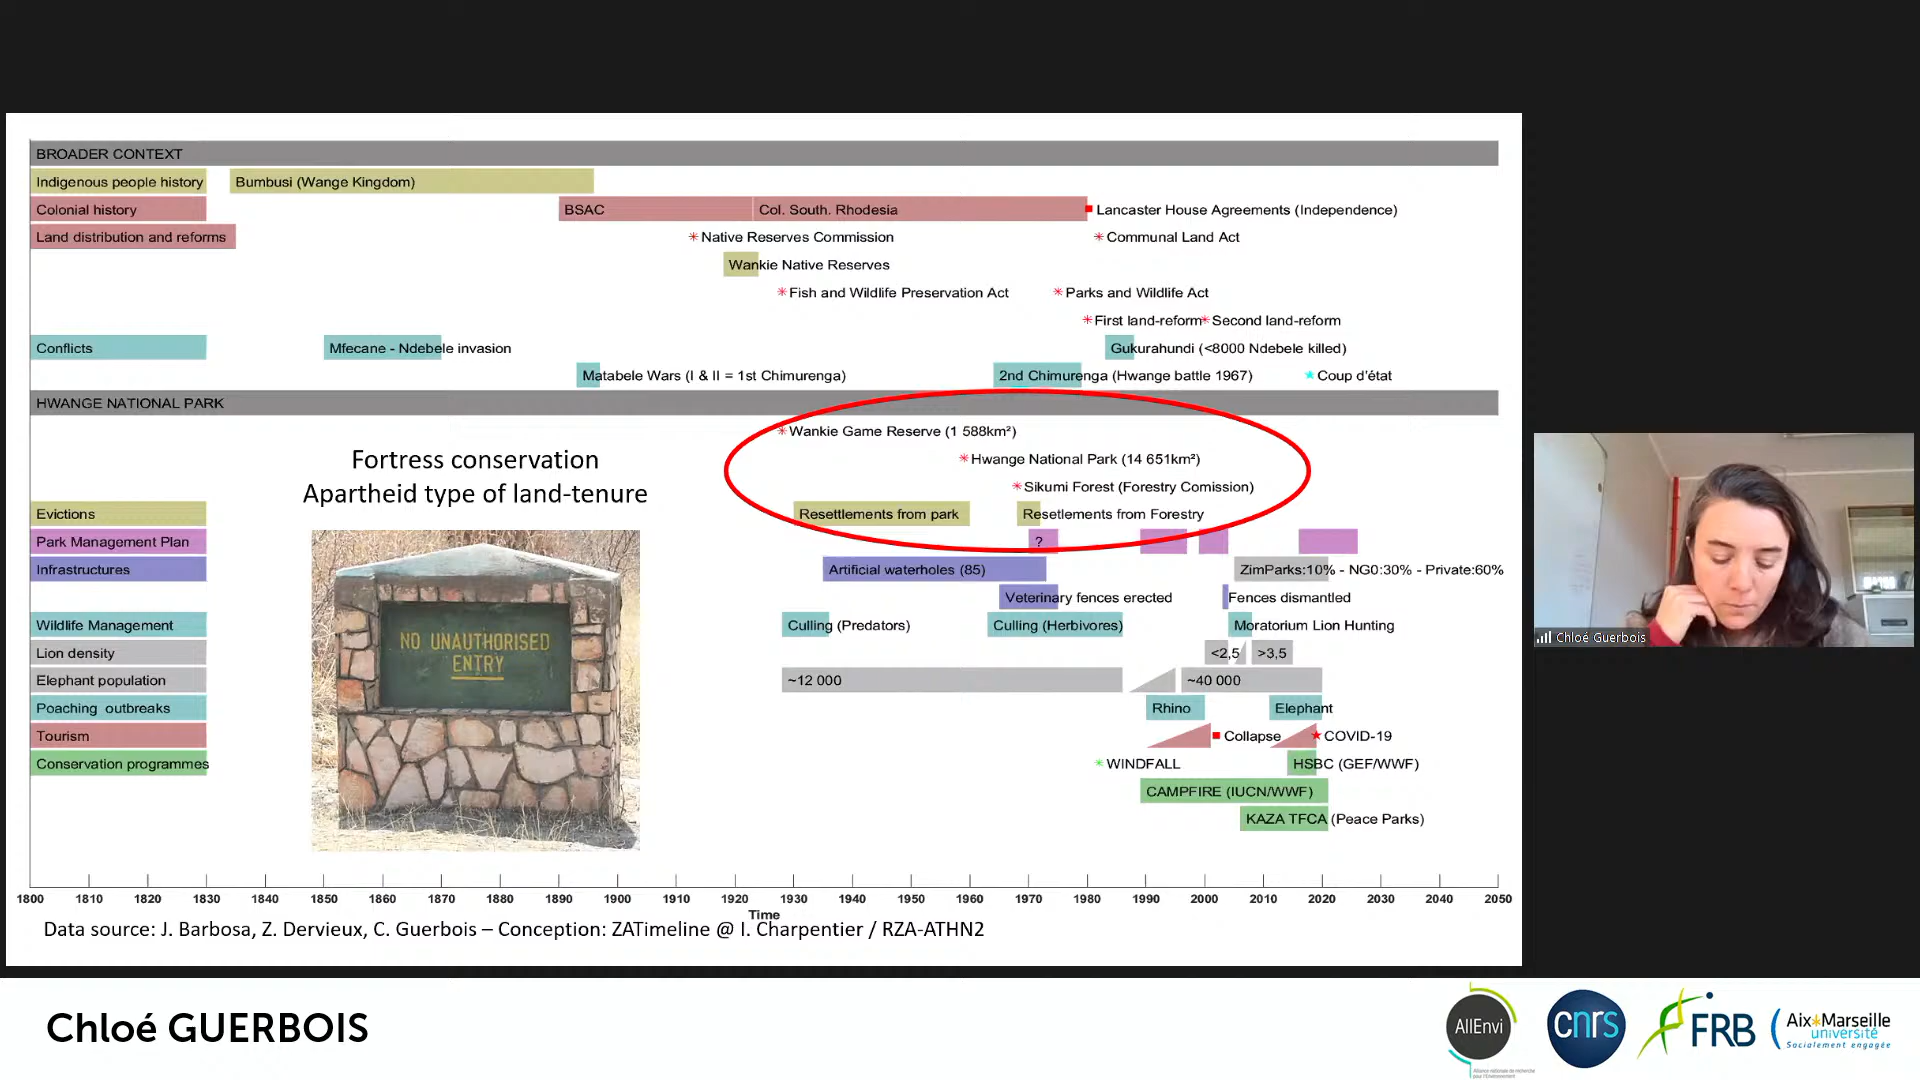 BROADER CONTEXT
Indigenous people history
Bumbusi (Wange Kingdom)
Colonial history
BSAC
Col. South. Rhodesia
Lancaster House Agreements (Independence)
Land distribution and reforms
Native Reserves Commission
Communal Land Act
Wankie Native Reserves
Fish and Wildlife Preservation Act
Parks and Wildlife Act
First land-reform
Second land-reform
Conflicts
Mfecane - Ndebele invasion
Gukurahundi (<8000 Ndebele killed)
Matabele Wars (I & II = 1st Chimurenga)
2nd Chimurenga (Hwange battle 1967)
Coup d'état
HWANGE NATIONAL PARK
Wankie Game Reserve (1 588km²)
Hwange National Park (14 651km²)
Sikumi Forest (Forestry Comission)
Fortress conservation
Apartheid type of land-tenure
Evictions
Resettlements from park
Resetlements from Forestry
Park Management Plan
?
Infrastructures
Artificial waterholes (85)
ZimParks:10% - NG0:30% - Private:60%
Veterinary fences erected
Fences dismantled
Wildlife Management
Culling (Predators)
Culling (Herbivores)
Moratorium Lion Hunting
Lion density
<2,5
>3,5
Elephant population
~12 000
~40 000
Poaching outbreaks
Rhino
Elephant
Tourism
Collapse
COVID-19
Conservation programmes
WINDFALL
HSBC (GEF/WWF)
CAMPFIRE (IUCN/WWF)
KAZA TFCA (Peace Parks)
NO UNAUTHORISED
ENTRY
1800 1810 1820 1830 1840 1850 1860 1870 1880 1890 1900 1910 1920 1930 1940 1950 1960 1970 1980 1990 2000 2010 2020 2030 2040 2050
Time
Data source: J. Barbosa, Z. Dervieux, C. Guerbois – Conception: ZATimeline @ I. Charpentier / RZA-ATHN2
Chloé Guerbois
Chloé GUERBOIS
AllEnvi
Alliance nationale de recherche
pour l'Environnement
cnrs
FRB
Aix*Marseille
université
Socialement engagée